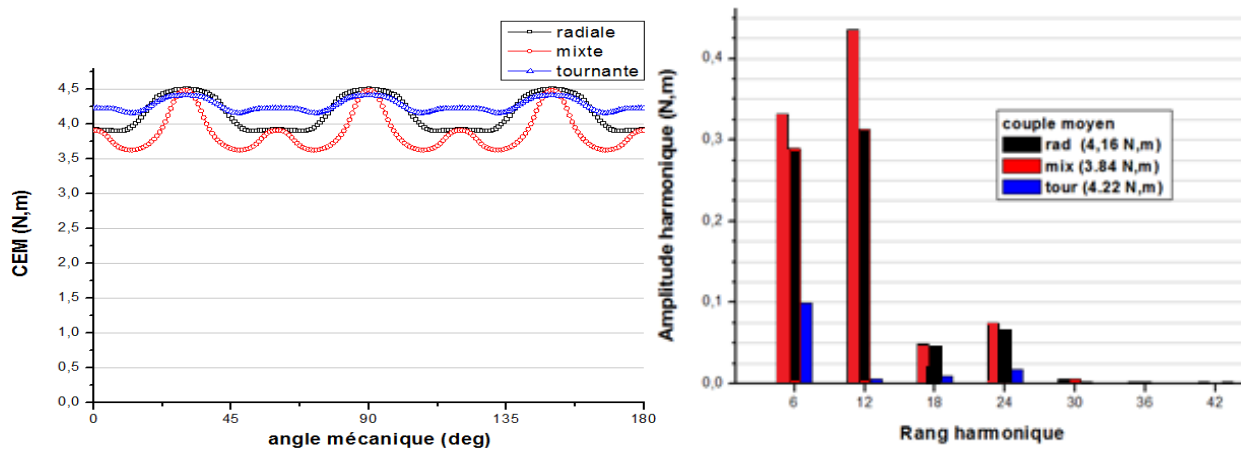 radiale
mixte
tournante
4,5
4,0
3,5
3,0
2,5
2,0
1,5
1,0
0,5
0,0
CEM (N,m)
0
45
90
135
180
angle mécanique (deg)
0,4
0,3
0,2
0,1
0,0
Amplitude harmonique (N,m)
couple moyen
rad (4,16 N,m)
mix (3.84 N,m)
tour (4.22 N,m)
6
12
18
24
30
36
42
Rang harmonique